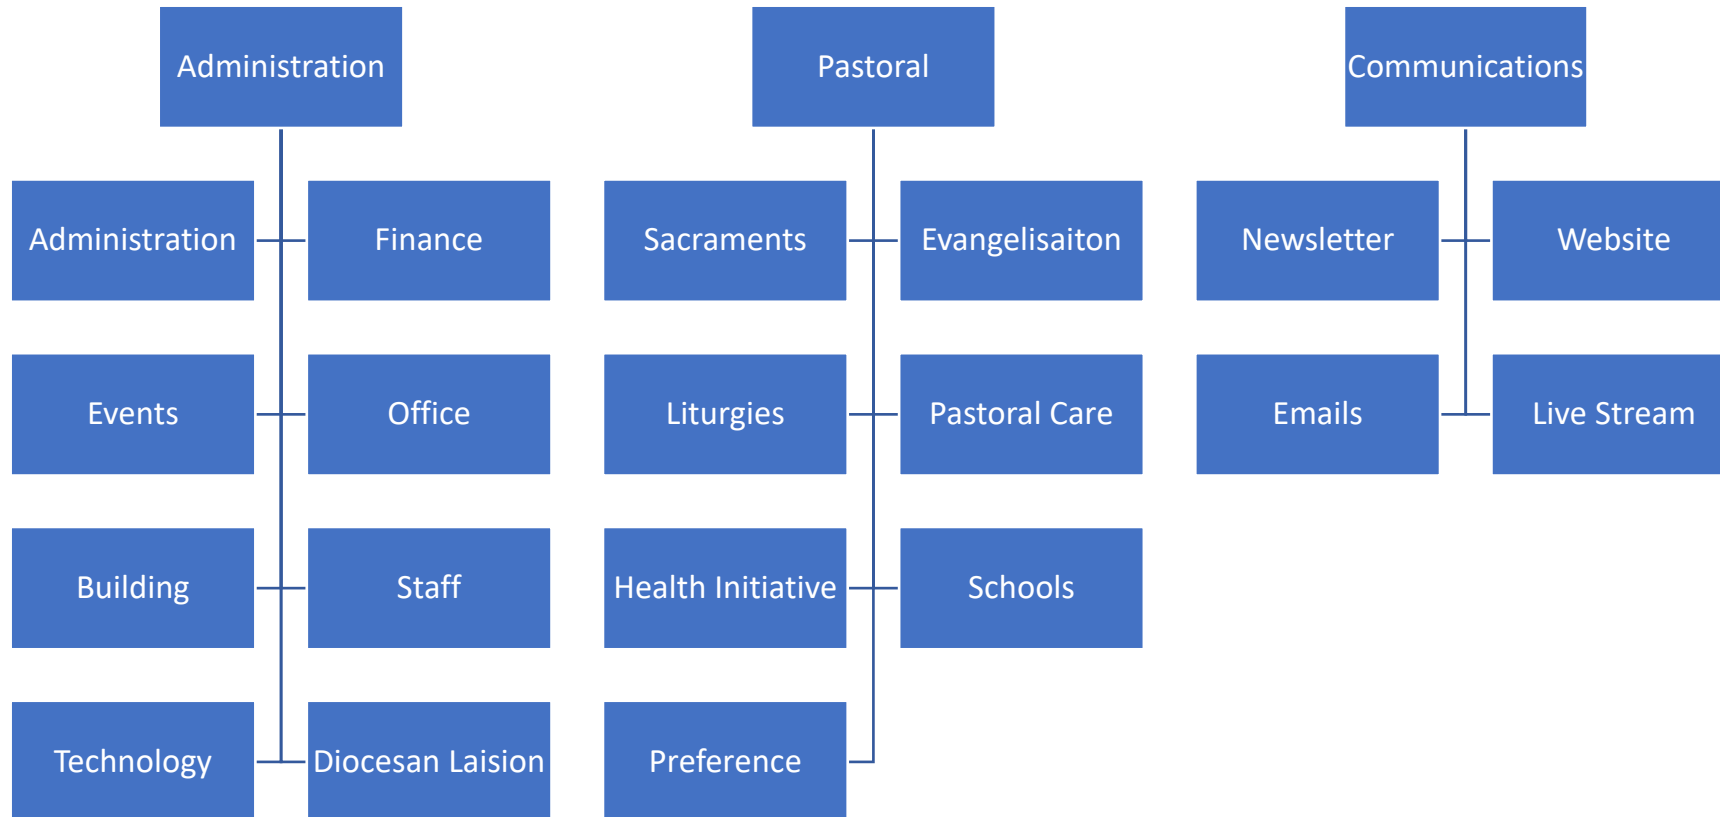 Administration
Pastoral
Communications
Administration
Finance
Sacraments
Evangelisaiton
Newsletter
Website
Events
Office
Liturgies
Pastoral Care
Emails
Live Stream
Building
Staff
Health Initiative
Schools
Technology
Diocesan Laision
Preference